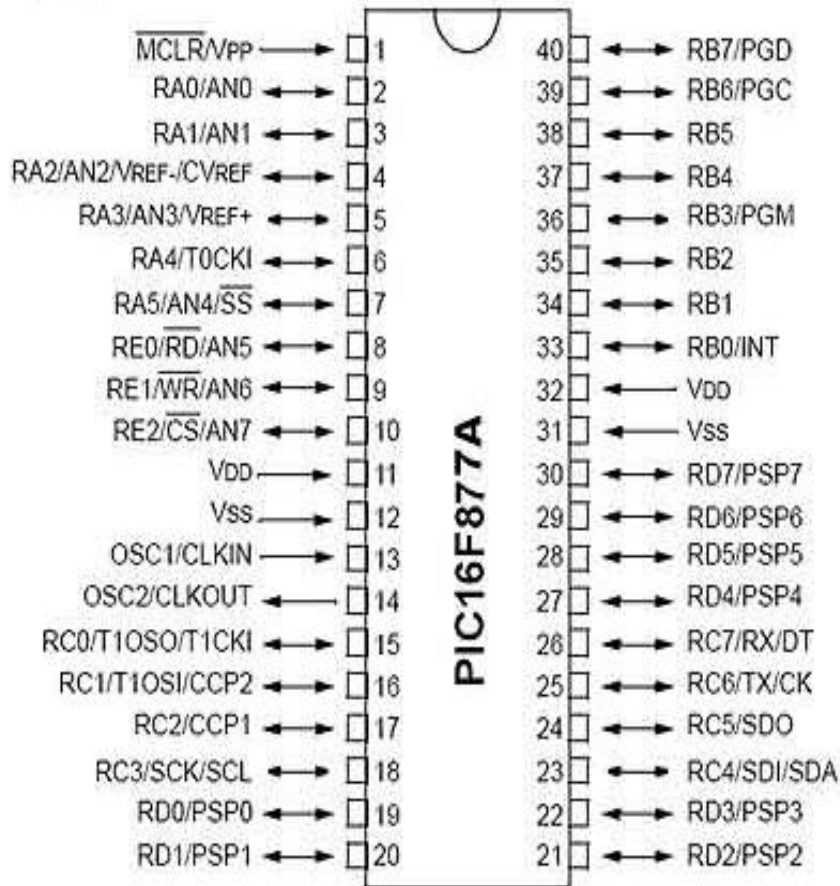 MCLR/VPP 1 40 RB7/PGD
RA0/AN0 2 39 RB6/PGC
RA1/AN1 3 38 RB5
RA2/AN2/VREF-/CVREF 4 37 RB4
RA3/AN3/VREF+ 5 36 RB3/PGM
RA4/T0CKI 6 35 RB2
RA5/AN4/SS 7 34 RB1
RE0/RD/AN5 8 33 RB0/INT
RE1/WR/AN6 9 32 VDD
RE2/CS/AN7 10 31 VSS
VDD 11 30 RD7/PSP7
VSS 12 29 RD6/PSP6
OSC1/CLKIN 13 28 RD5/PSP5
OSC2/CLKOUT 14 27 RD4/PSP4
RC0/T1OSO/T1CKI 15 26 RC7/RX/DT
RC1/T1OSI/CCP2 16 25 RC6/TX/CK
RC2/CCP1 17 24 RC5/SDO
RC3/SCK/SCL 18 23 RC4/SDI/SDA
RD0/PSP0 19 22 RD3/PSP3
RD1/PSP1 20 21 RD2/PSP2
PIC16F877A